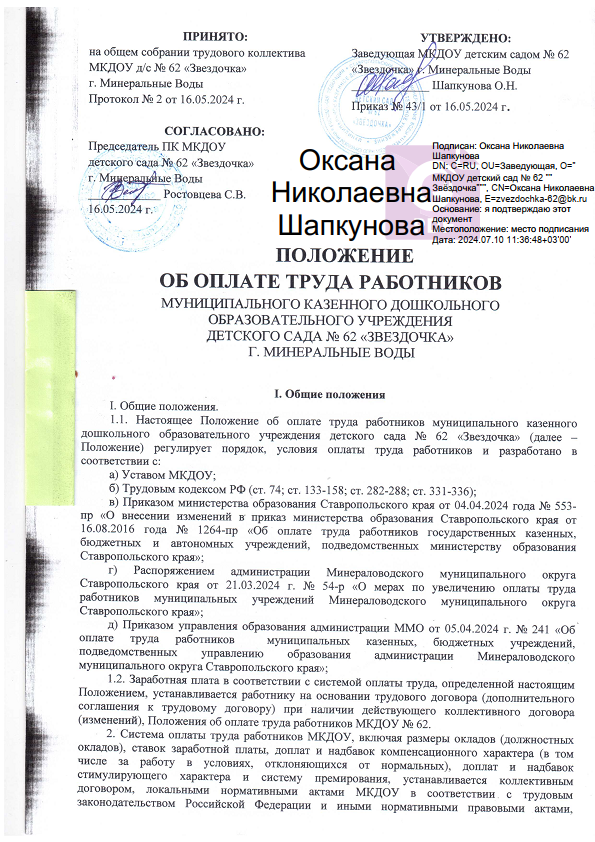 ПРИНЯТО:
на общем собрании трудового коллектива
МКДОУ д/с № 62 «Звездочка»
г. Минеральные Воды
Протокол № 2 от 16.05.2024 г.
УТВЕРЖДЕНО:
Заведующая МКДОУ детским садом № 62
«Звездочка» г. Минеральные Воды
Шапкунова О.Н.
Приказ № 43/1 от 16.05.2024 г.
СОГЛАСОВАНО:
Председатель ПК МКДОУ
детского сада № 62 «Звездочка»
г. Минеральные Воды
Ростовцева С.В.
16.05.2024 г.
Оксана
Николаевна
Шапкунова
Подписан: Оксана Николаевна
Шапкунова
DN: C=RU, OU=Заведующая, O="
МКДОУ детский сад № 62 ""
Звёздочка""", CN=Оксана Николаевна
Шапкунова, E=zvezdochka-62@bk.ru
Основание: я подтверждаю этот
документ
Местоположение: место подписания
Дата: 2024.07.10 11:36:48+03'00'
ПОЛОЖЕНИЕ
ОБ ОПЛАТЕ ТРУДА РАБОТНИКОВ
МУНИЦИПАЛЬНОГО КАЗЕННОГО ДОШКОЛЬНОГО
ОБРАЗОВАТЕЛЬНОГО УЧРЕЖДЕНИЯ
ДЕТСКОГО САДА № 62 «ЗВЕЗДОЧКА»
Г. МИНЕРАЛЬНЫЕ ВОДЫ
I. Общие положения
I. Общие положения.
1.1. Настоящее Положение об оплате труда работников муниципального казенного
дошкольного образовательного учреждения детского сада № 62 «Звездочка» (далее –
Положение) регулирует порядок, условия оплаты труда работников и разработано в
соответствии с:
а) Уставом МКДОУ;
б) Трудовым кодексом РФ (ст. 74; ст. 133-158; ст. 282-288; ст. 331-336);
в) Приказом министерства образования Ставропольского края от 04.04.2024 года № 553-
пр «О внесении изменений в приказ министерства образования Ставропольского края от
16.08.2016 года № 1264-пр «Об оплате труда работников государственных казенных,
бюджетных и автономных учреждений, подведомственных министерству образования
Ставропольского края»;
г) Распоряжением администрации Минераловодского муниципального округа
Ставропольского края от 21.03.2024 г. № 54-р «О мерах по увеличению оплаты труда
работников муниципальных учреждений Минераловодского муниципального округа
Ставропольского края»;
д) Приказом управления образования администрации ММО от 05.04.2024 г. № 241 «Об
оплате труда работников муниципальных казенных, бюджетных учреждений,
подведомственных управлению образования администрации Минераловодского
муниципального округа Ставропольского края»;
1.2. Заработная плата в соответствии с системой оплаты труда, определенной настоящим
Положением, устанавливается работнику на основании трудового договора (дополнительного
соглашения к трудовому договору) при наличии действующего коллективного договора
(изменений), Положения об оплате труда работников МКДОУ № 62.
2. Система оплаты труда работников МКДОУ, включая размеры окладов (должностных
окладов), ставок заработной платы, доплат и надбавок компенсационного характера (в том
числе за работу в условиях, отклоняющихся от нормальных), доплат и надбавок
стимулирующего характера и систему премирования, устанавливается коллективным
договором, локальными нормативными актами МКДОУ в соответствии с трудовым
законодательством Российской Федерации и иными нормативными правовыми актами,